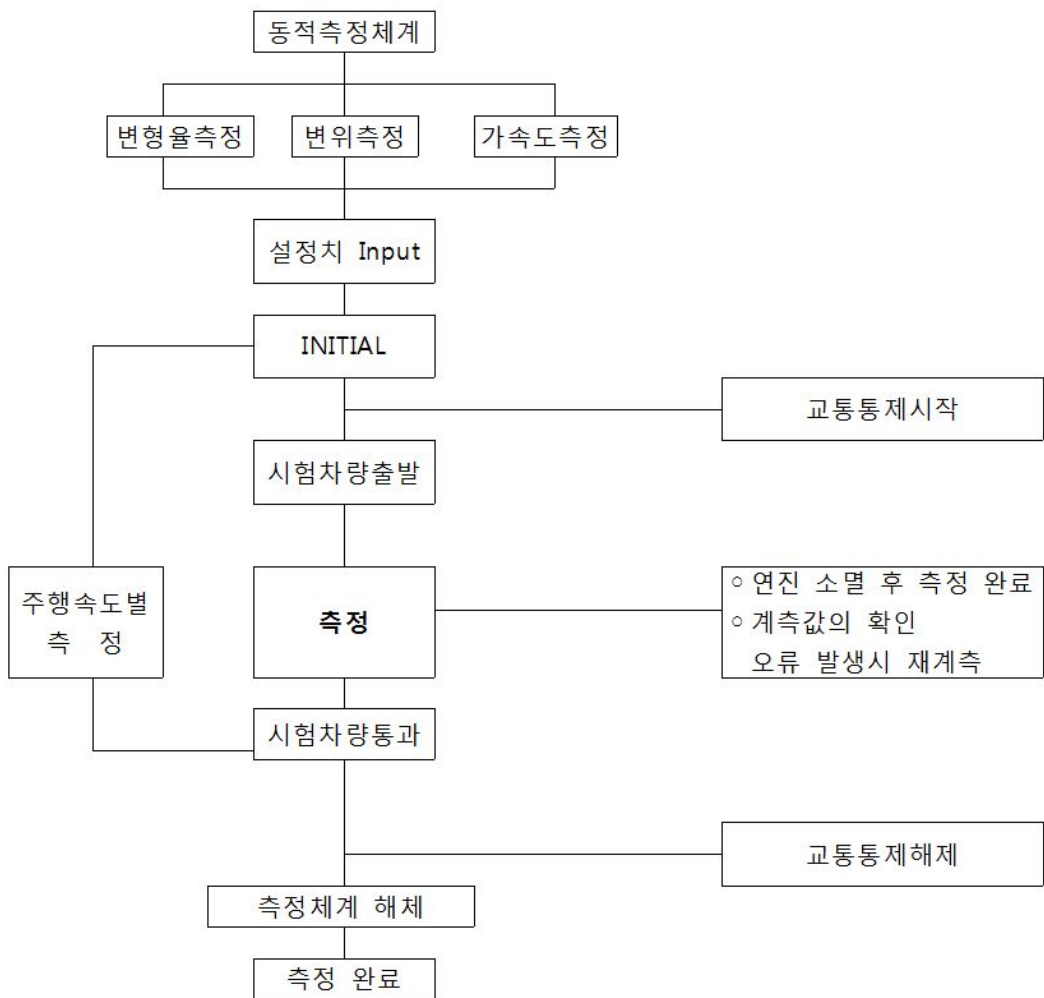 동적측정체계
변형율측정
변위측정
가속도측정
설정치 Input
INITIAL
교통통제시작
시험차량출발
주행속도별
측 정
측정
○ 연진 소멸 후 측정 완료
○ 계측값의 확인
오류 발생시 재계측
시험차량통과
교통통제해제
측정체계 해체
측정 완료